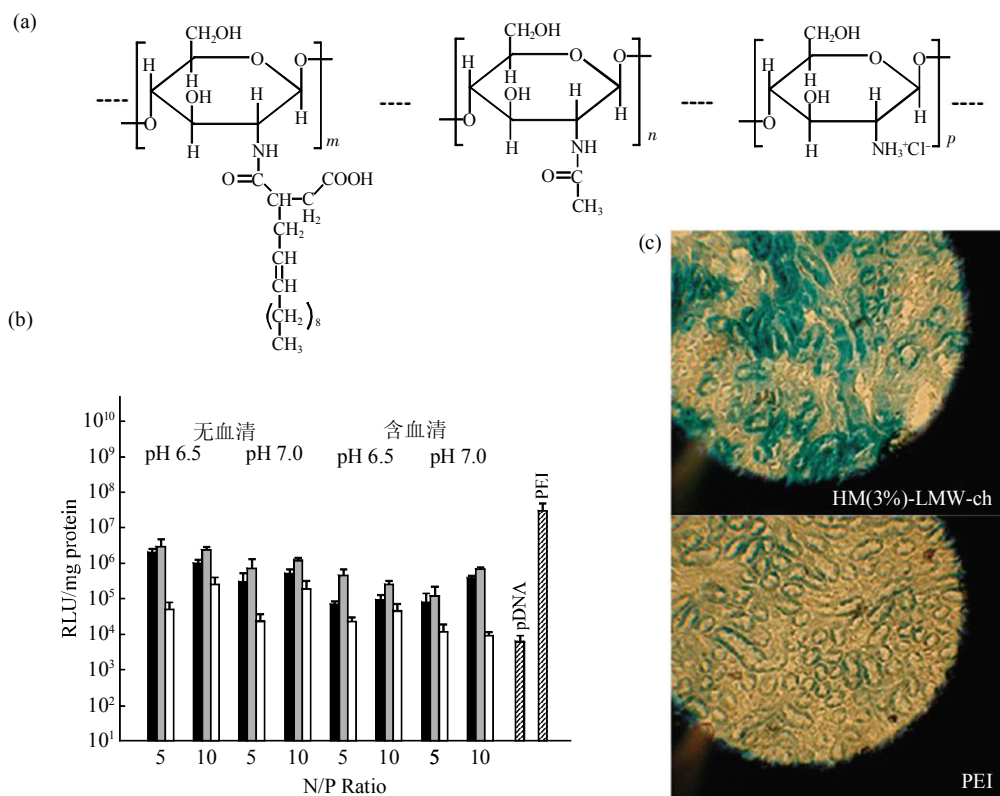 (a)
CH₂OH
O
O
H
H
OH
H
H
O
H
NH
m
O=C
CH
C
H₂
COOH
CH₂
CH
CH
(CH₂)₈
CH₃
CH₂OH
O
O
H
H
OH
H
H
O
H
NH
n
O=C
CH₃
CH₂OH
O
O
H
H
OH
H
H
O
H
NH₃⁺Cl⁻
p
(b)
10¹⁰
10⁹
10⁸
10⁷
10⁶
10⁵
10⁴
10³
10²
10¹
RLU/mg protein
无血清
含血清
pH 6.5
pH 7.0
pH 6.5
pH 7.0
pDNA
PEI
5 10 5 10 5 10 5 10
N/P Ratio
(c)
HM(3%)-LMW-ch
PEI